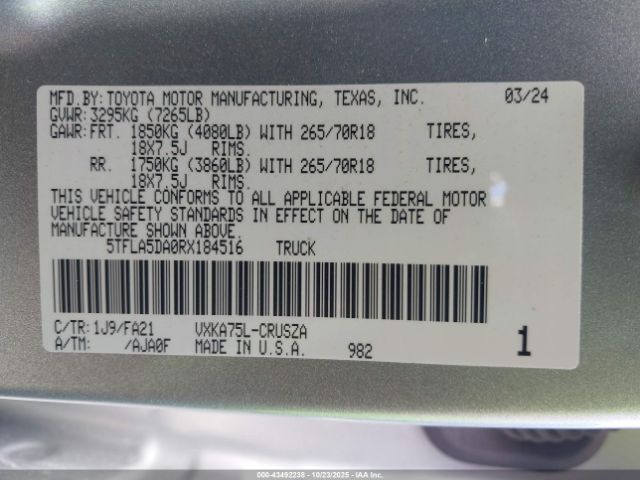 MFD.BY: TOYOTA MOTOR MANUFACTURING, TEXAS, INC. 03/24
GVWR: 3295KG (7265LB)
GAWR: FRT. 1850KG (4080LB) WITH 265/70R18 TIRES,
18X7.5J RIMS.
RR. 1750KG (3860LB) WITH 265/70R18 TIRES,
18X7.5J RIMS.
THIS VEHICLE CONFORMS TO ALL APPLICABLE FEDERAL MOTOR
VEHICLE SAFETY STANDARDS IN EFFECT ON THE DATE OF
MANUFACTURE SHOWN ABOVE.
5TFLA5DA0RX184516 TRUCK
C/TR: 1J9/FA21 VXKA75L-CRUSZA
A/TM: /AJA0F MADE IN U.S.A. 982 1
000-43492238 - 10/23/2025 - IAAI.COM